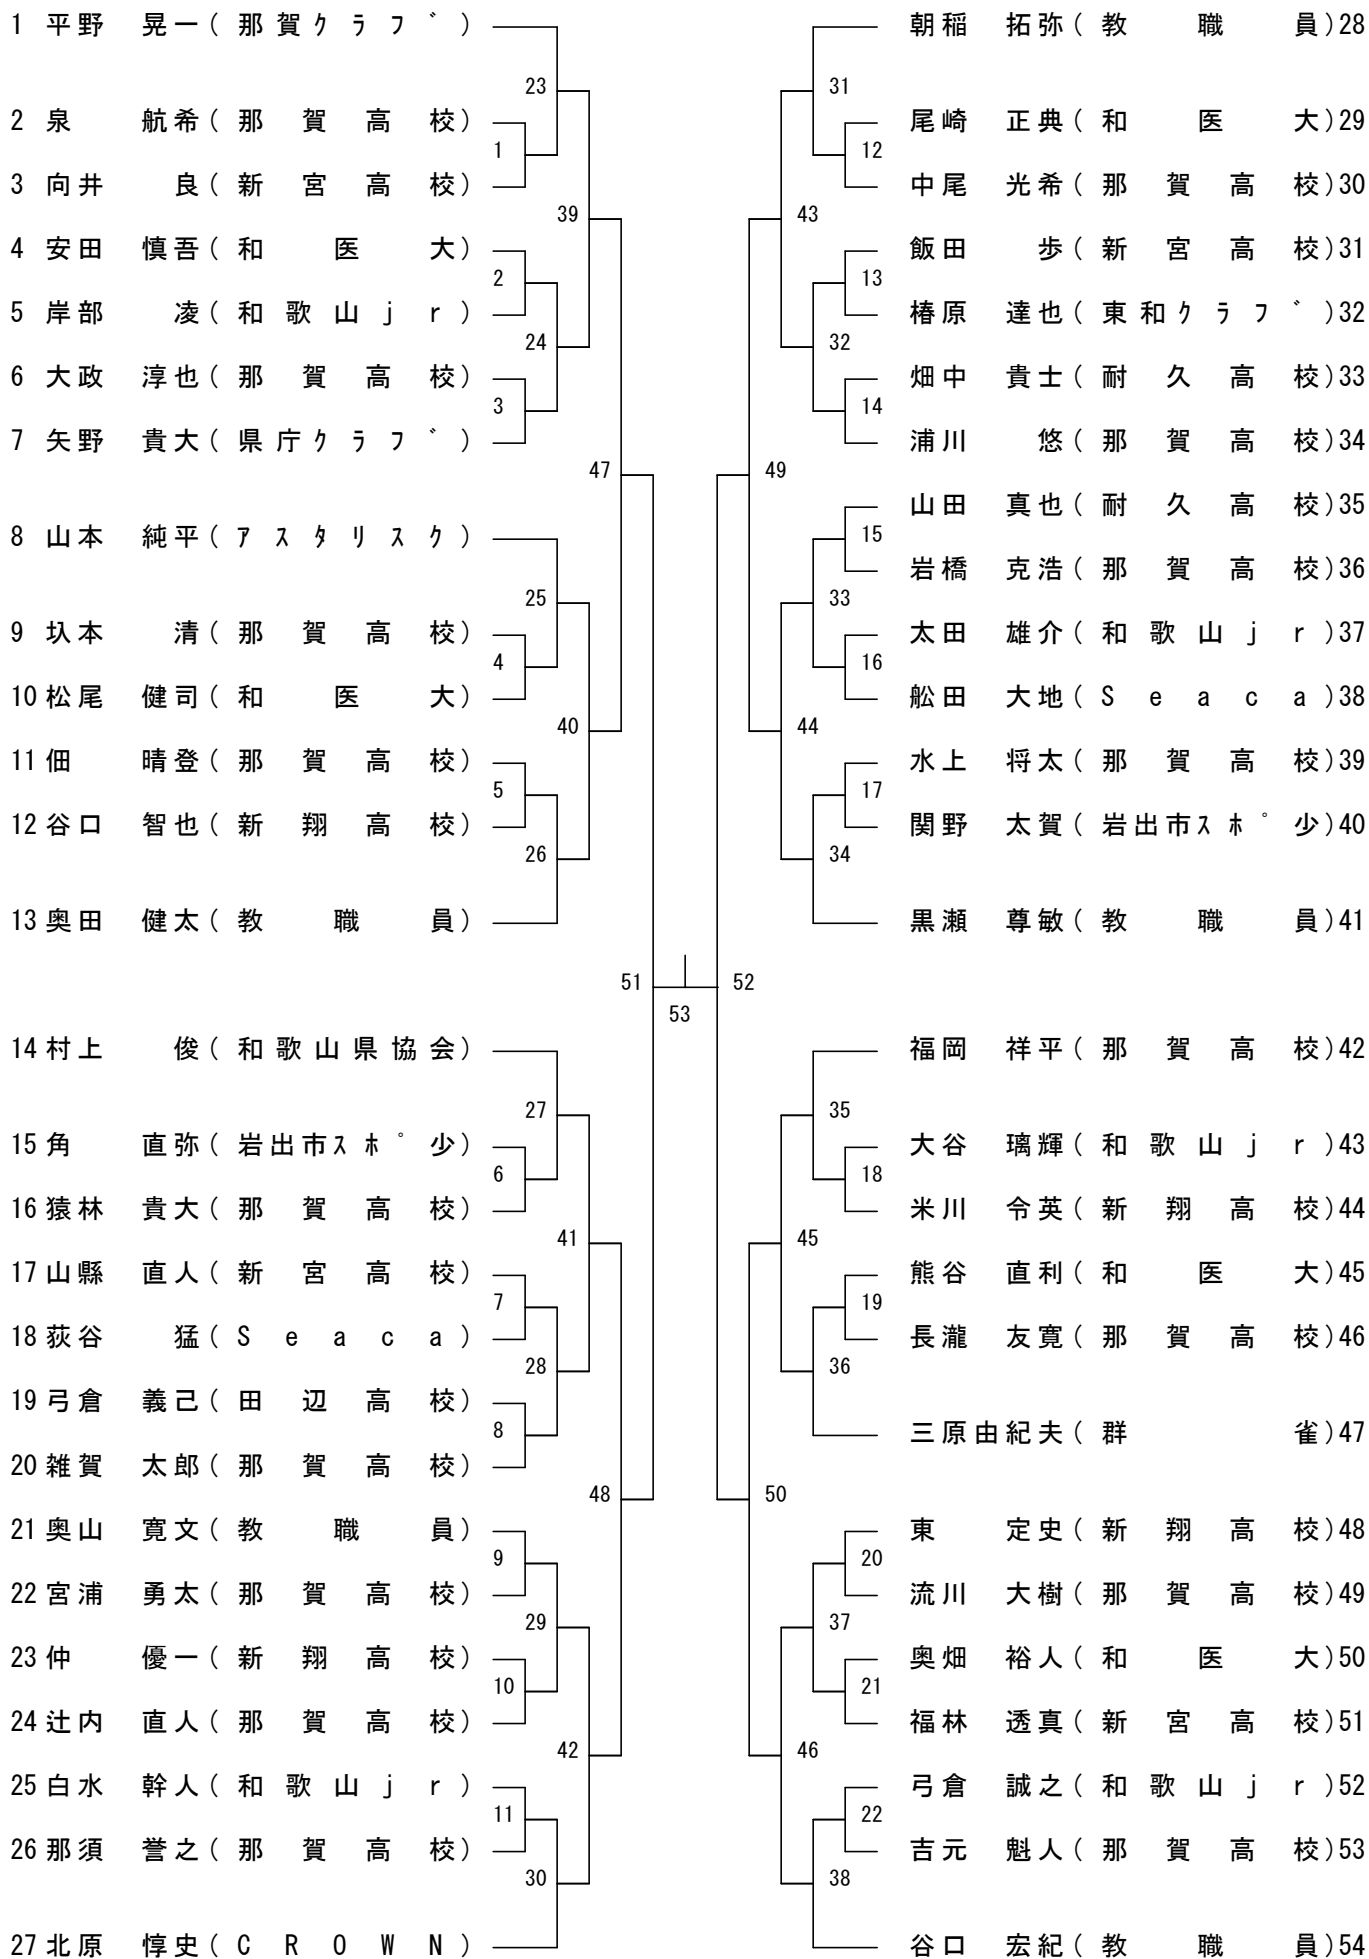 1 平野 晃一(那賀クラブ)
23
2 泉 航希(那賀高校)
1
3 向井 良(新宮高校)
39
4 安田 慎吾(和医大)
2
5 岸部 凌(和歌山jr)
24
6 大政 淳也(那賀高校)
3
7 矢野 貴大(県庁クラブ)
47
8 山本 純平(アスタリスク)
25
9 圦本 清(那賀高校)
4
10 松尾 健司(和医大)
40
11 佃 晴登(那賀高校)
5
12 谷口 智也(新翔高校)
26
13 奥田 健太(教職員)
51
53
14 村上 俊(和歌山県協会)
27
15 角 直弥(岩出市スポ少)
6
16 猿林 貴大(那賀高校)
41
17 山縣 直人(新宮高校)
7
18 荻谷 猛(Seaca)
28
19 弓倉 義己(田辺高校)
8
20 雑賀 太郎(那賀高校)
48
21 奥山 寛文(教職員)
9
22 宮浦 勇太(那賀高校)
29
23 仲 優一(新翔高校)
10
24 辻内 直人(那賀高校)
42
25 白水 幹人(和歌山jr)
11
26 那須 誉之(那賀高校)
30
27 北原 惇史(CROWN)
朝稲 拓弥(教職員)28
31
尾崎 正典(和医大)29
12
中尾 光希(那賀高校)30
43
飯田 歩(新宮高校)31
13
椿原 達也(東和クラブ)32
32
畑中 貴士(耐久高校)33
14
浦川 悠(那賀高校)34
49
山田 真也(耐久高校)35
15
岩橋 克浩(那賀高校)36
33
太田 雄介(和歌山jr)37
16
舩田 大地(Seaca)38
44
水上 将太(那賀高校)39
17
関野 太賀(岩出市スポ少)40
34
黒瀬 尊敏(教職員)41
52
福岡 祥平(那賀高校)42
35
大谷 璃輝(和歌山jr)43
18
米川 令英(新翔高校)44
45
熊谷 直利(和医大)45
19
長瀧 友寛(那賀高校)46
36
三原由紀夫(群雀)47
50
東 定史(新翔高校)48
20
流川 大樹(那賀高校)49
37
奥畑 裕人(和医大)50
21
福林 透真(新宮高校)51
46
弓倉 誠之(和歌山jr)52
22
吉元 魁人(那賀高校)53
38
谷口 宏紀(教職員)54